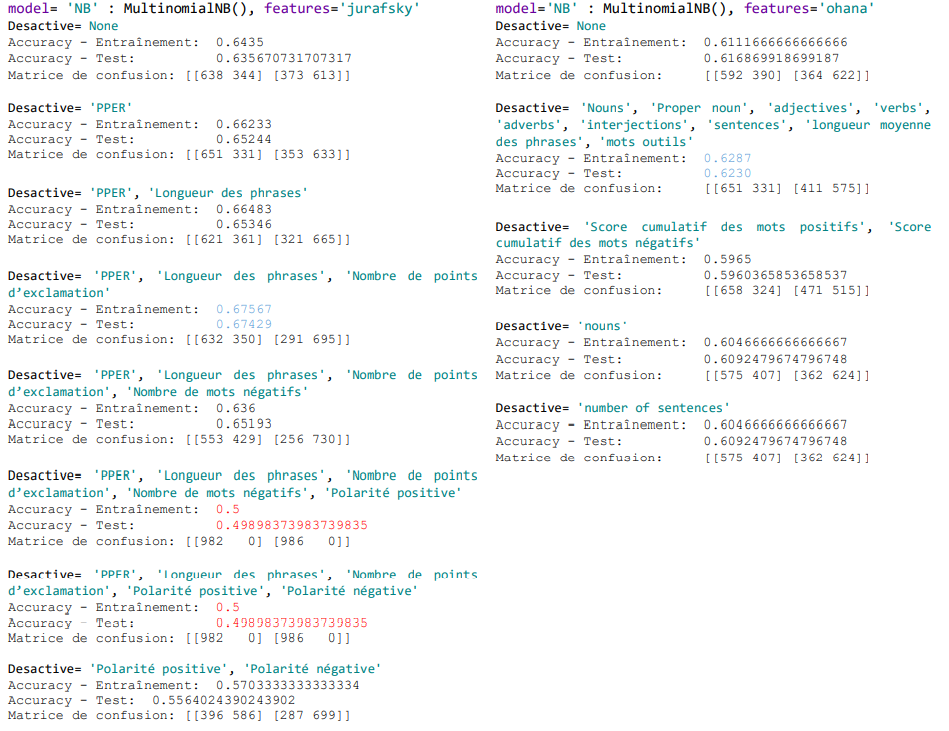 model= 'NB' : MultinomialNB(), features='jurafsky'
Desactive= None
Accuracy - Entraînement: 0.6435
Accuracy - Test: 0.635670731707317
Matrice de confusion: [[638 344] [373 613]]
Desactive= 'PPER'
Accuracy - Entraînement: 0.66233
Accuracy - Test: 0.65244
Matrice de confusion: [[651 331] [353 633]]
Desactive= 'PPER', 'Longueur des phrases'
Accuracy - Entraînement: 0.66483
Accuracy - Test: 0.65346
Matrice de confusion: [[621 361] [321 665]]
Desactive= 'PPER', 'Longueur des phrases', 'Nombre de points
d’exclamation'
Accuracy - Entraînement: 0.67567
Accuracy - Test: 0.67429
Matrice de confusion: [[632 350] [291 695]]
Desactive= 'PPER', 'Longueur des phrases', 'Nombre de points
d’exclamation', 'Nombre de mots négatifs'
Accuracy - Entraînement: 0.636
Accuracy - Test: 0.65193
Matrice de confusion: [[553 429] [256 730]]
Desactive= 'PPER', 'Longueur des phrases', 'Nombre de points
d’exclamation', 'Nombre de mots négatifs', 'Polarité positive'
Accuracy - Entraînement: 0.5
Accuracy - Test: 0.49898373983739835
Matrice de confusion: [[982 0] [986 0]]
Desactive= 'PPER', 'Longueur des phrases', 'Nombre de points
d’exclamation', 'Polarité positive', 'Polarité négative'
Accuracy - Entraînement: 0.5
Accuracy - Test: 0.49898373983739835
Matrice de confusion: [[982 0] [986 0]]
Desactive= 'Polarité positive', 'Polarité négative'
Accuracy - Entraînement: 0.5703333333333334
Accuracy - Test: 0.5564024390243902
Matrice de confusion: [[396 586] [287 699]]
model='NB' : MultinomialNB(), features='ohana'
Desactive= None
Accuracy - Entraînement: 0.6111666666666666
Accuracy - Test: 0.616869918699187
Matrice de confusion: [[592 390] [364 622]]
Desactive= 'Nouns', 'Proper noun', 'adjectives', 'verbs',
'adverbs', 'interjections', 'sentences', 'longueur moyenne
des phrases', 'mots outils'
Accuracy - Entraînement: 0.6287
Accuracy - Test: 0.6230
Matrice de confusion: [[651 331] [411 575]]
Desactive= 'Score cumulatif des mots positifs', 'Score
cumulatif des mots négatifs'
Accuracy - Entraînement: 0.5965
Accuracy - Test: 0.5960365853658537
Matrice de confusion: [[658 324] [471 515]]
Desactive= 'nouns'
Accuracy - Entraînement: 0.6046666666666667
Accuracy - Test: 0.6092479674796748
Matrice de confusion: [[575 407] [362 624]]
Desactive= 'number of sentences'
Accuracy - Entraînement: 0.6046666666666667
Accuracy - Test: 0.6092479674796748
Matrice de confusion: [[575 407] [362 624]]